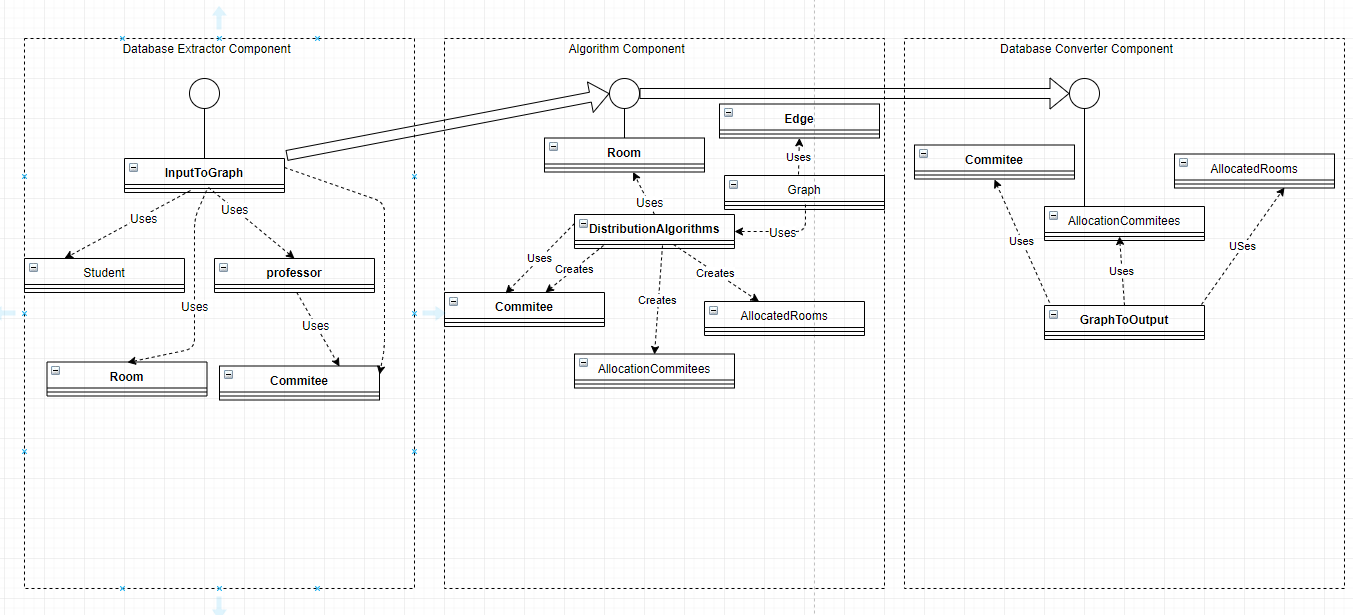 Database Extractor Component
InputToGraph
Uses
Uses
Student
professor
Uses
Uses
Room
Commitee
Algorithm Component
Edge
Uses
Room
Graph
Uses
DistributionAlgorithms
Uses
Uses
Creates
Creates
Commitee
Creates
AllocatedRooms
AllocationCommitees
Database Converter Component
Commitee
AllocatedRooms
AllocationCommitees
Uses
Uses
USes
GraphToOutput